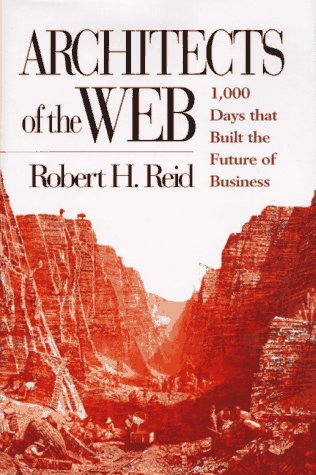 ARCHITECTS
of the WEB
1,000
Days that
Built the
Future of
Business
Robert H. Reid